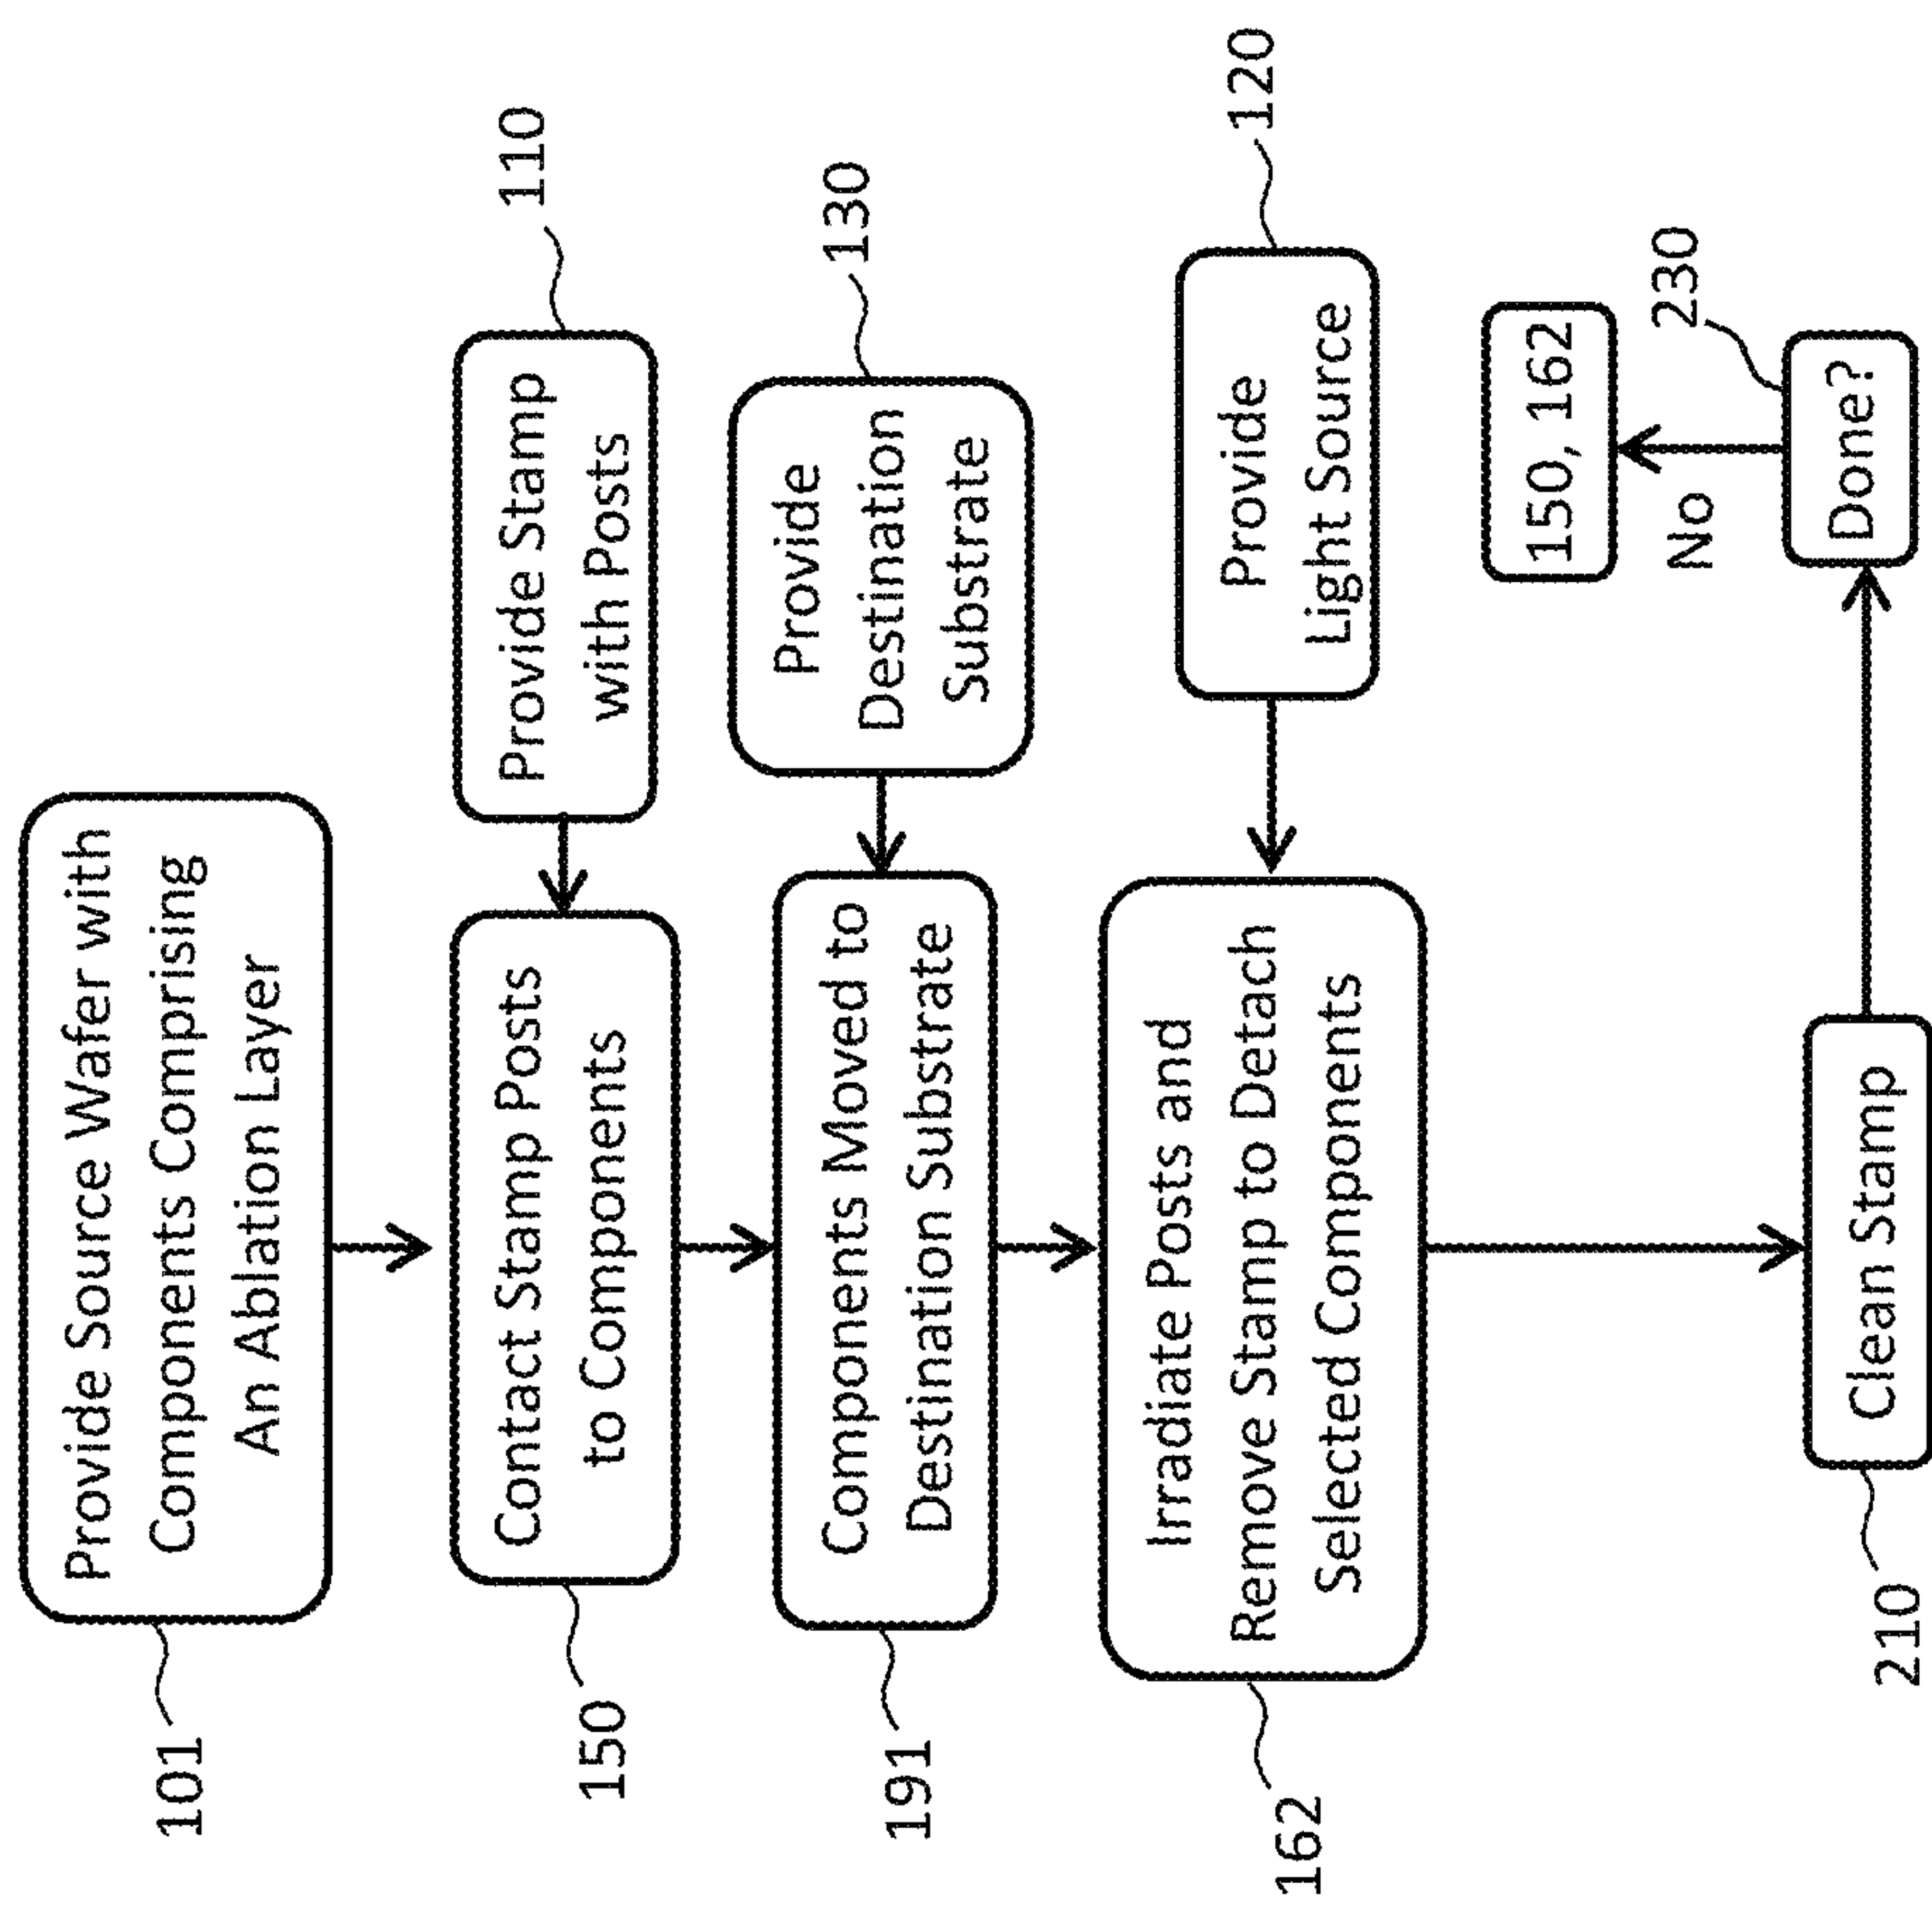 101
Provide Source Wafer with
Components Comprising
An Ablation Layer
150
Contact Stamp Posts
to Components
Provide Stamp
with Posts
110
191
Components Moved to
Destination Substrate
Provide
Destination
Substrate
130
162
Irradiate Posts and
Remove Stamp to Detach
Selected Components
Provide
Light Source
120
150, 162
No
210
Clean Stamp
Done?
230